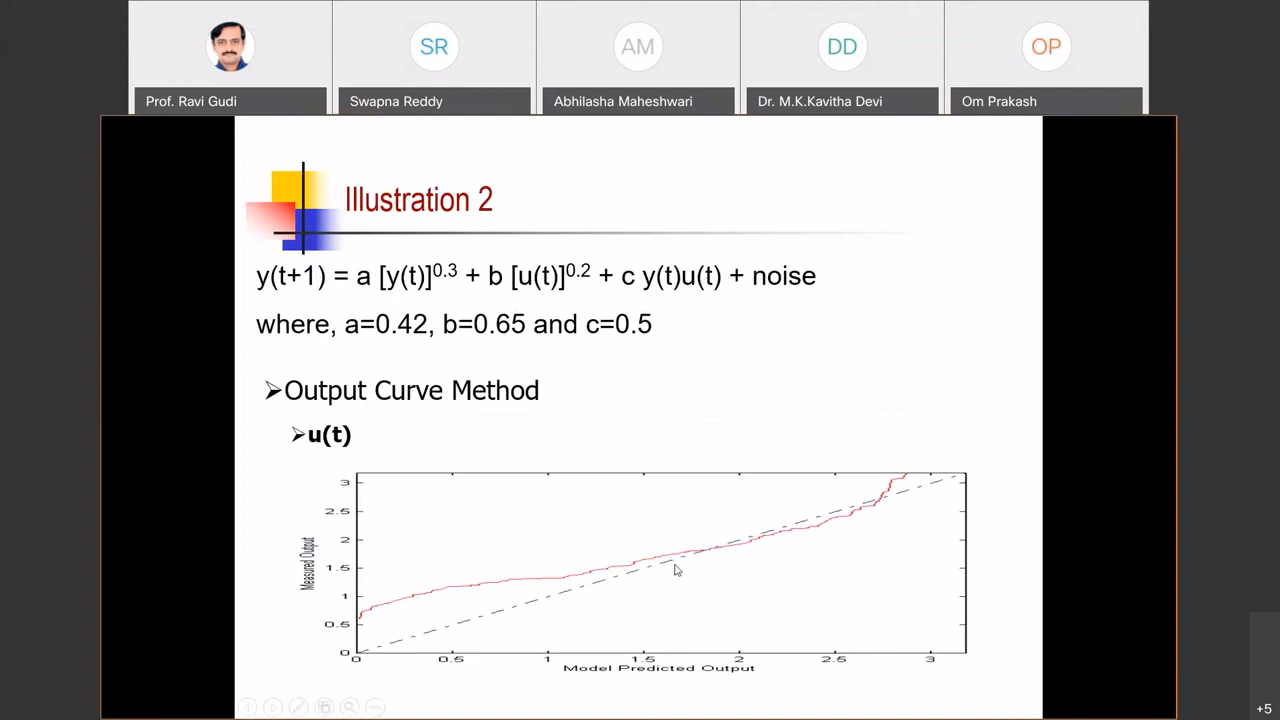 SR
AM
DD
OP
Prof. Ravi Gudi
Swapna Reddy
Abhilasha Maheshwari
Dr. M.K.Kavitha Devi
Om Prakash
Illustration 2
y(t+1) = a [y(t)]^0.3 + b [u(t)]^0.2 + c y(t)u(t) + noise
where, a=0.42, b=0.65 and c=0.5
➢Output Curve Method
➢u(t)
3
2.5
2
1.5
1
0.5
0
Measured Output
0 0.5 1 1.5 2 2.5 3
Model Predicted Output
+5